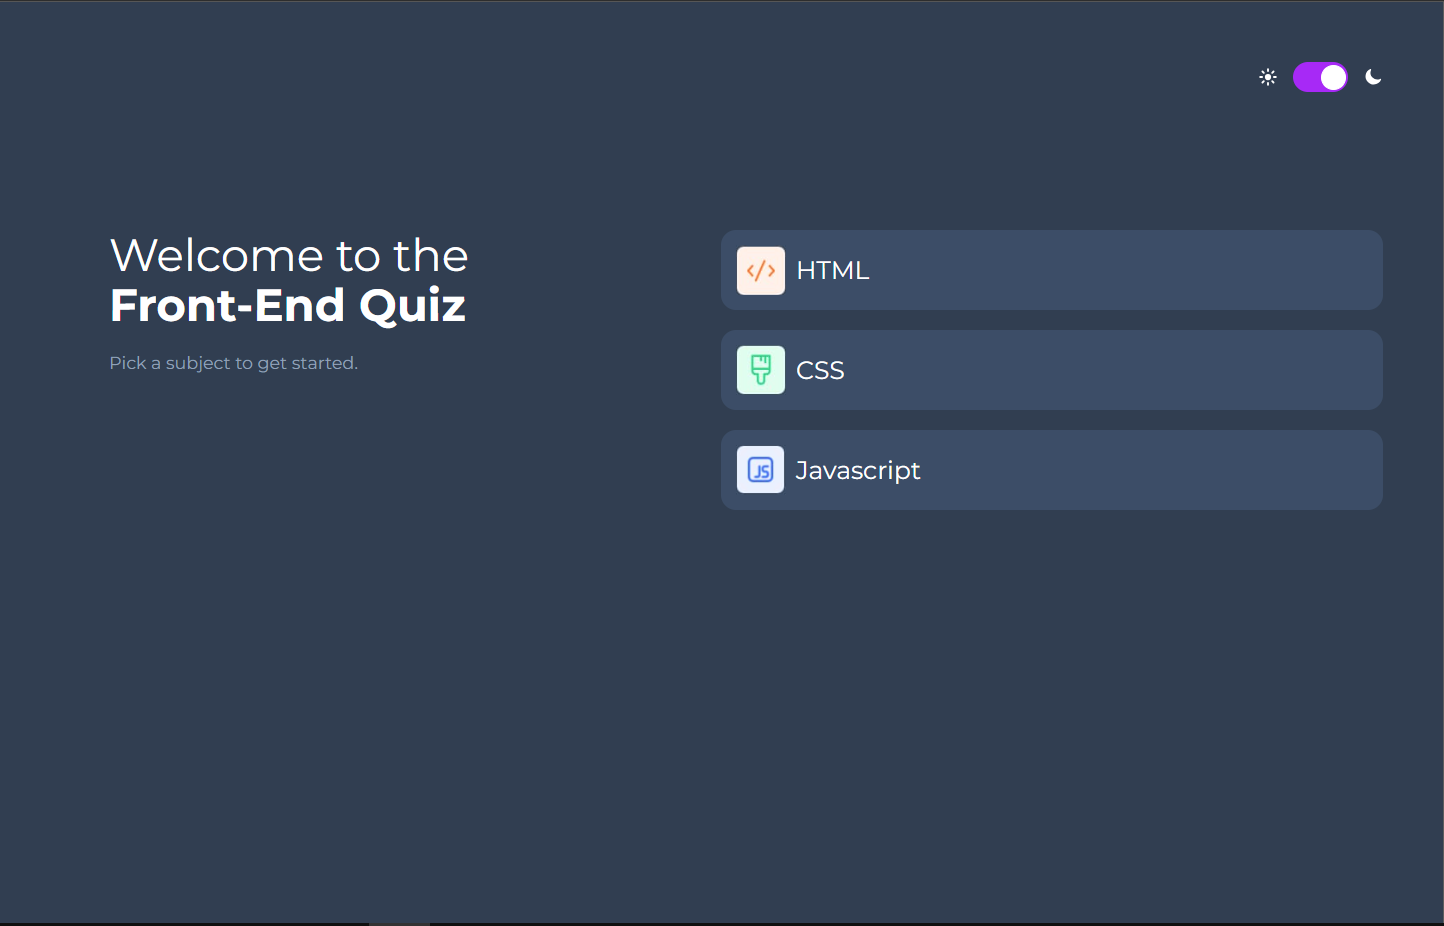 Welcome to the
Front-End Quiz
Pick a subject to get started.
</> HTML
CSS
JS Javascript